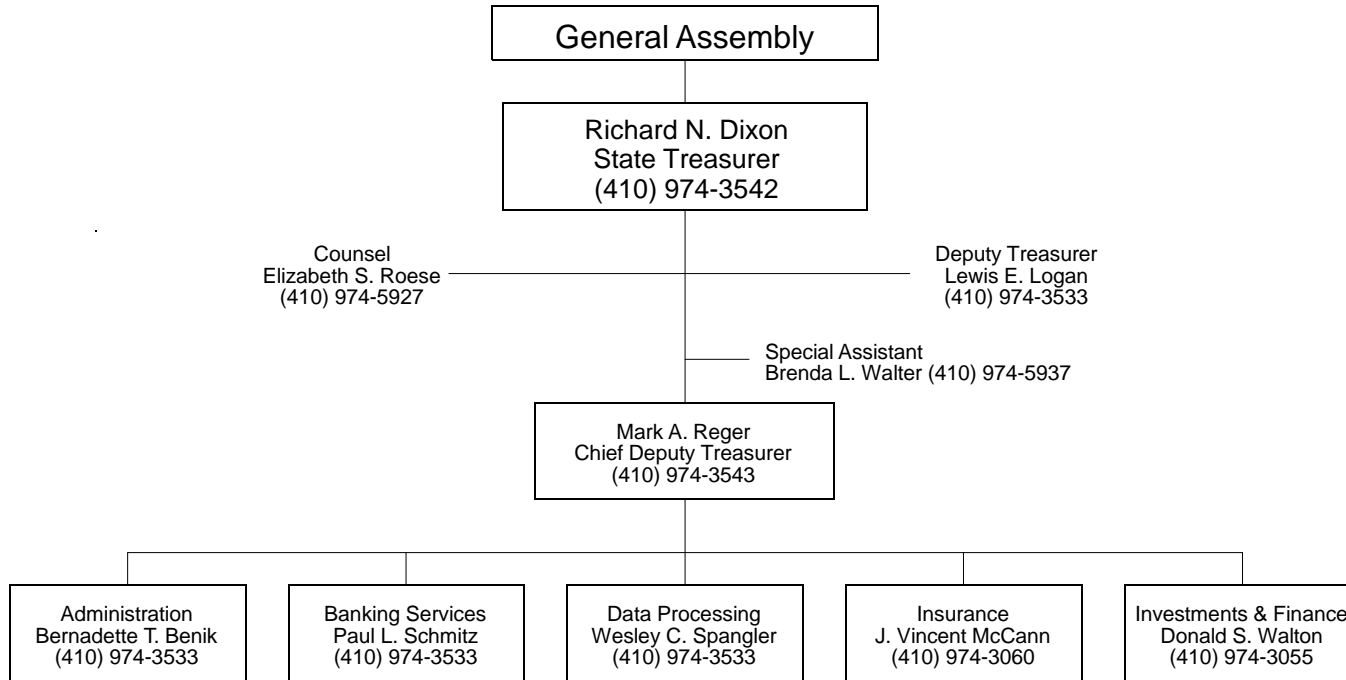 General Assembly
Richard N. Dixon
State Treasurer
(410) 974-3542
Counsel
Elizabeth S. Roese
(410) 974-5927
Deputy Treasurer
Lewis E. Logan
(410) 974-3533
Special Assistant
Brenda L. Walter (410) 974-5937
Mark A. Reger
Chief Deputy Treasurer
(410) 974-3543
Administration
Bernadette T. Benik
(410) 974-3533
Banking Services
Paul L. Schmitz
(410) 974-3533
Data Processing
Wesley C. Spangler
(410) 974-3533
Insurance
J. Vincent McCann
(410) 974-3060
Investments & Finance
Donald S. Walton
(410) 974-3055